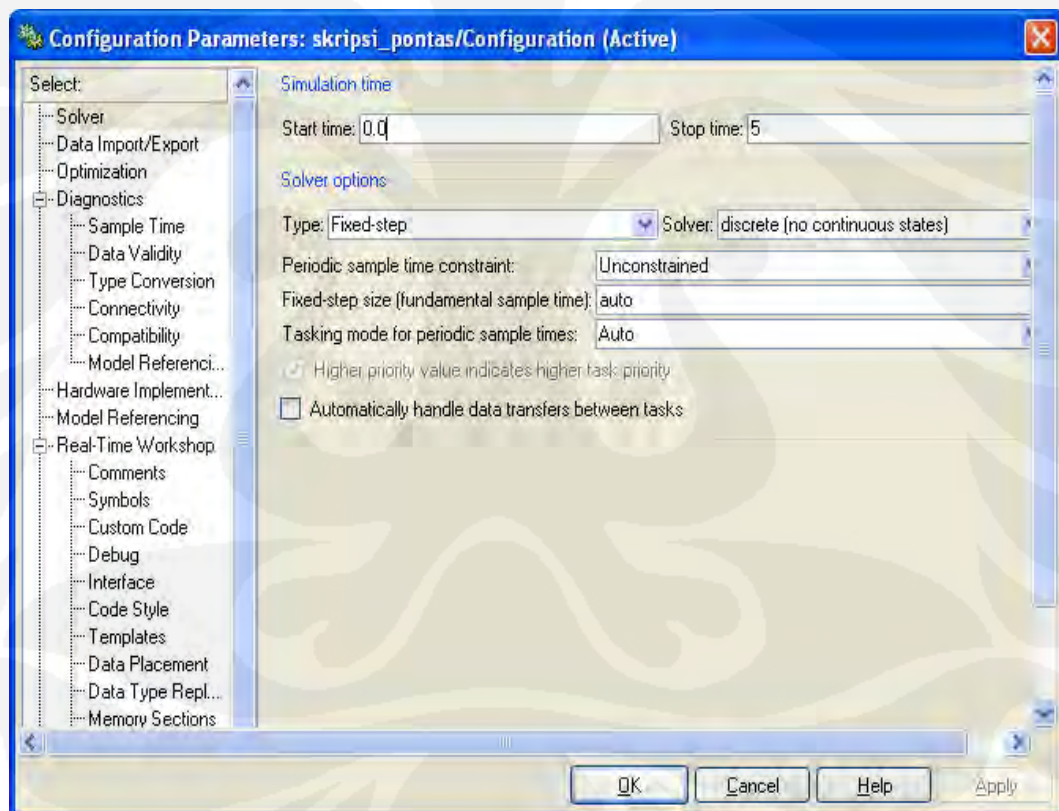 Configuration Parameters: skripsi_pontas/Configuration (Active)
Select:
Solver
Data Import/Export
Optimization
Diagnostics
Sample Time
Data Validity
Type Conversion
Connectivity
Compatibility
Model Referenci...
Hardware Implement...
Model Referencing
Real-Time Workshop
Comments
Symbols
Custom Code
Debug
Interface
Code Style
Templates
Data Placement
Data Type Repl...
Memory Sections
Simulation time
Start time: 0.0 Stop time: 5
Solver options
Type: Fixed-step Solver: discrete (no continuous states)
Periodic sample time constraint: Unconstrained
Fixed-step size (fundamental sample time): auto
Tasking mode for periodic sample times: Auto
Higher priority value indicates higher task priority
Automatically handle data transfers between tasks
OK Cancel Help Apply